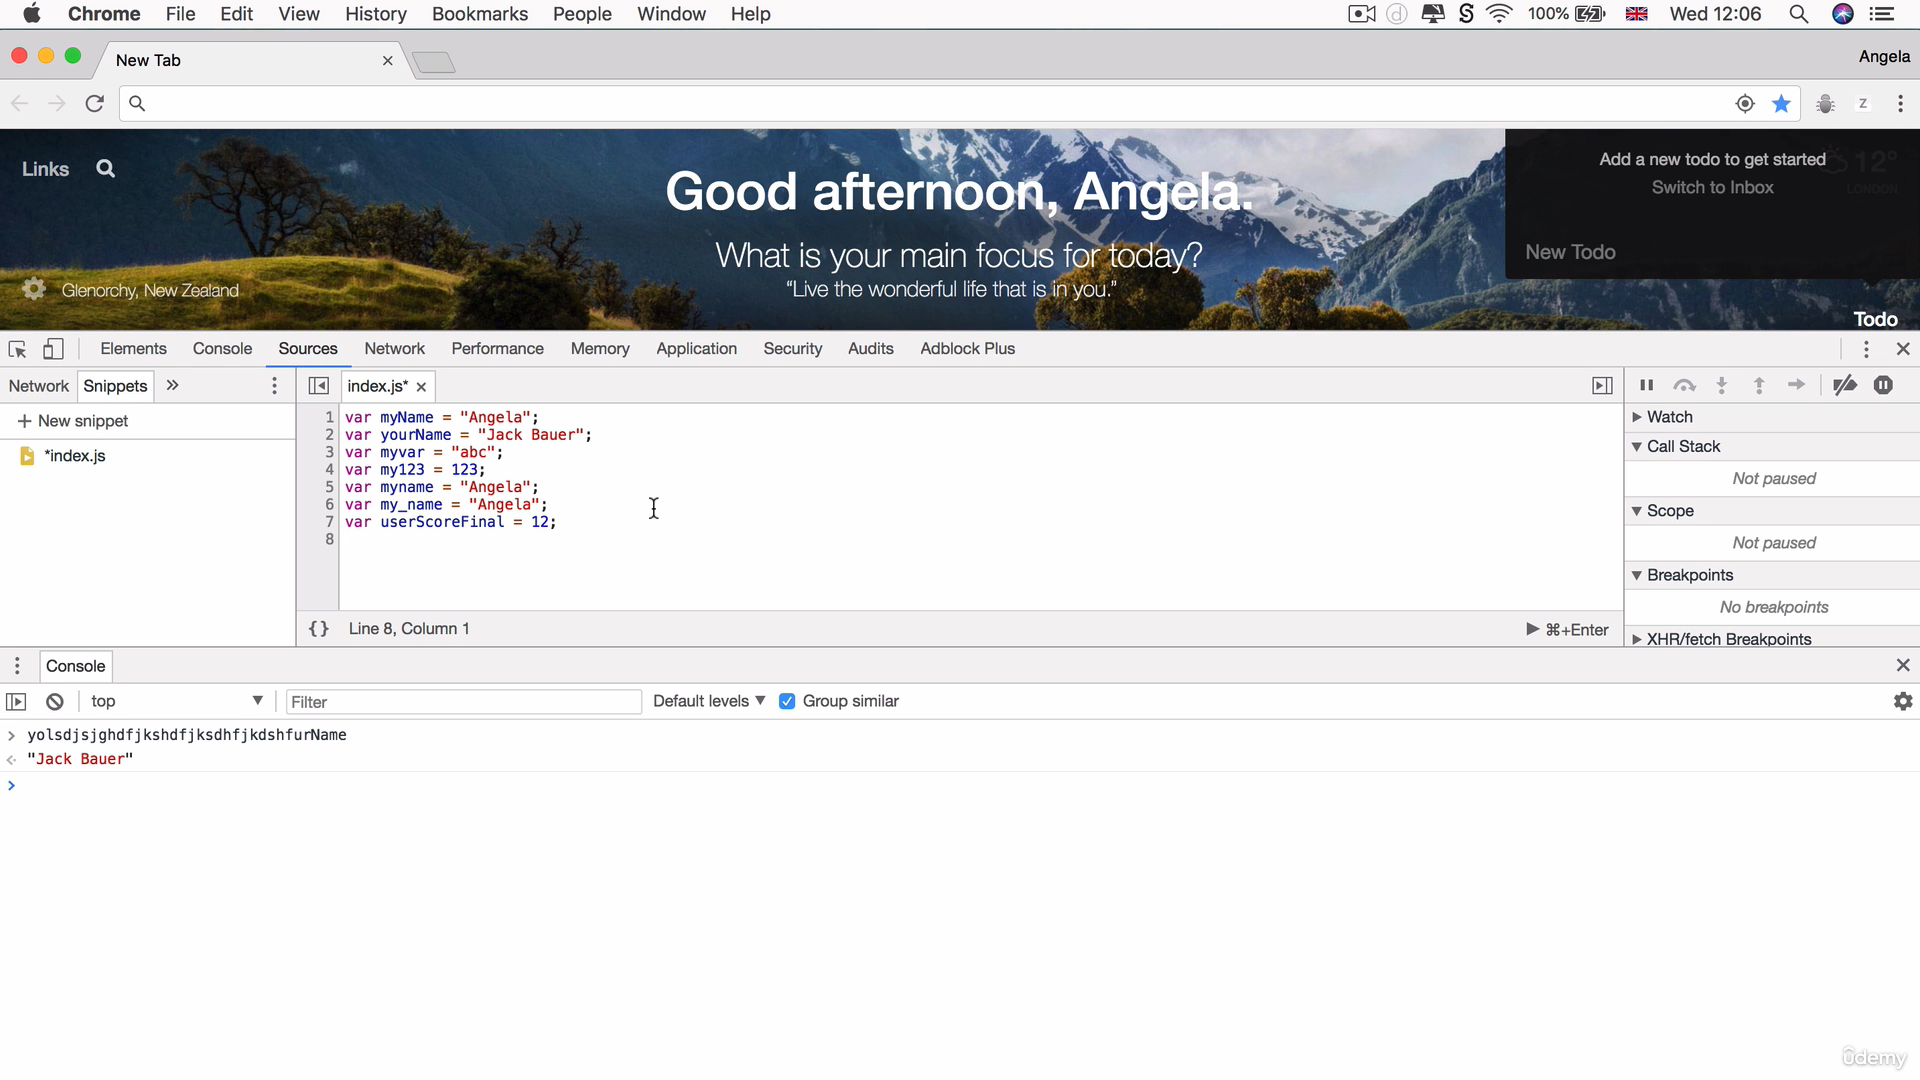 Chrome File Edit View History Bookmarks People Window Help 100% Wed 12:06
New Tab Angela
Z
Links
Good afternoon, Angela.
What is your main focus for today?
“Live the wonderful life that is in you.”
Glenorchy, New Zealand
Add a new todo to get started
Switch to Inbox
12°
LONDON
New Todo
Todo
Elements Console Sources Network Performance Memory Application Security Audits Adblock Plus
Network Snippets » index.js*
+ New snippet
*index.js
1 var myName = "Angela";
2 var yourName = "Jack Bauer";
3 var myvar = "abc";
4 var my123 = 123;
5 var myname = "Angela";
6 var my_name = "Angela";
7 var userScoreFinal = 12;
8
{} Line 8, Column 1 ⌘+Enter
Watch
Call Stack
Not paused
Scope
Not paused
Breakpoints
No breakpoints
XHR/fetch Breakpoints
Console
top Filter Default levels Group similar
> yolsdjsjghdfjkshdfjksdhfjkdshfurName
"Jack Bauer"
>
ûdemy